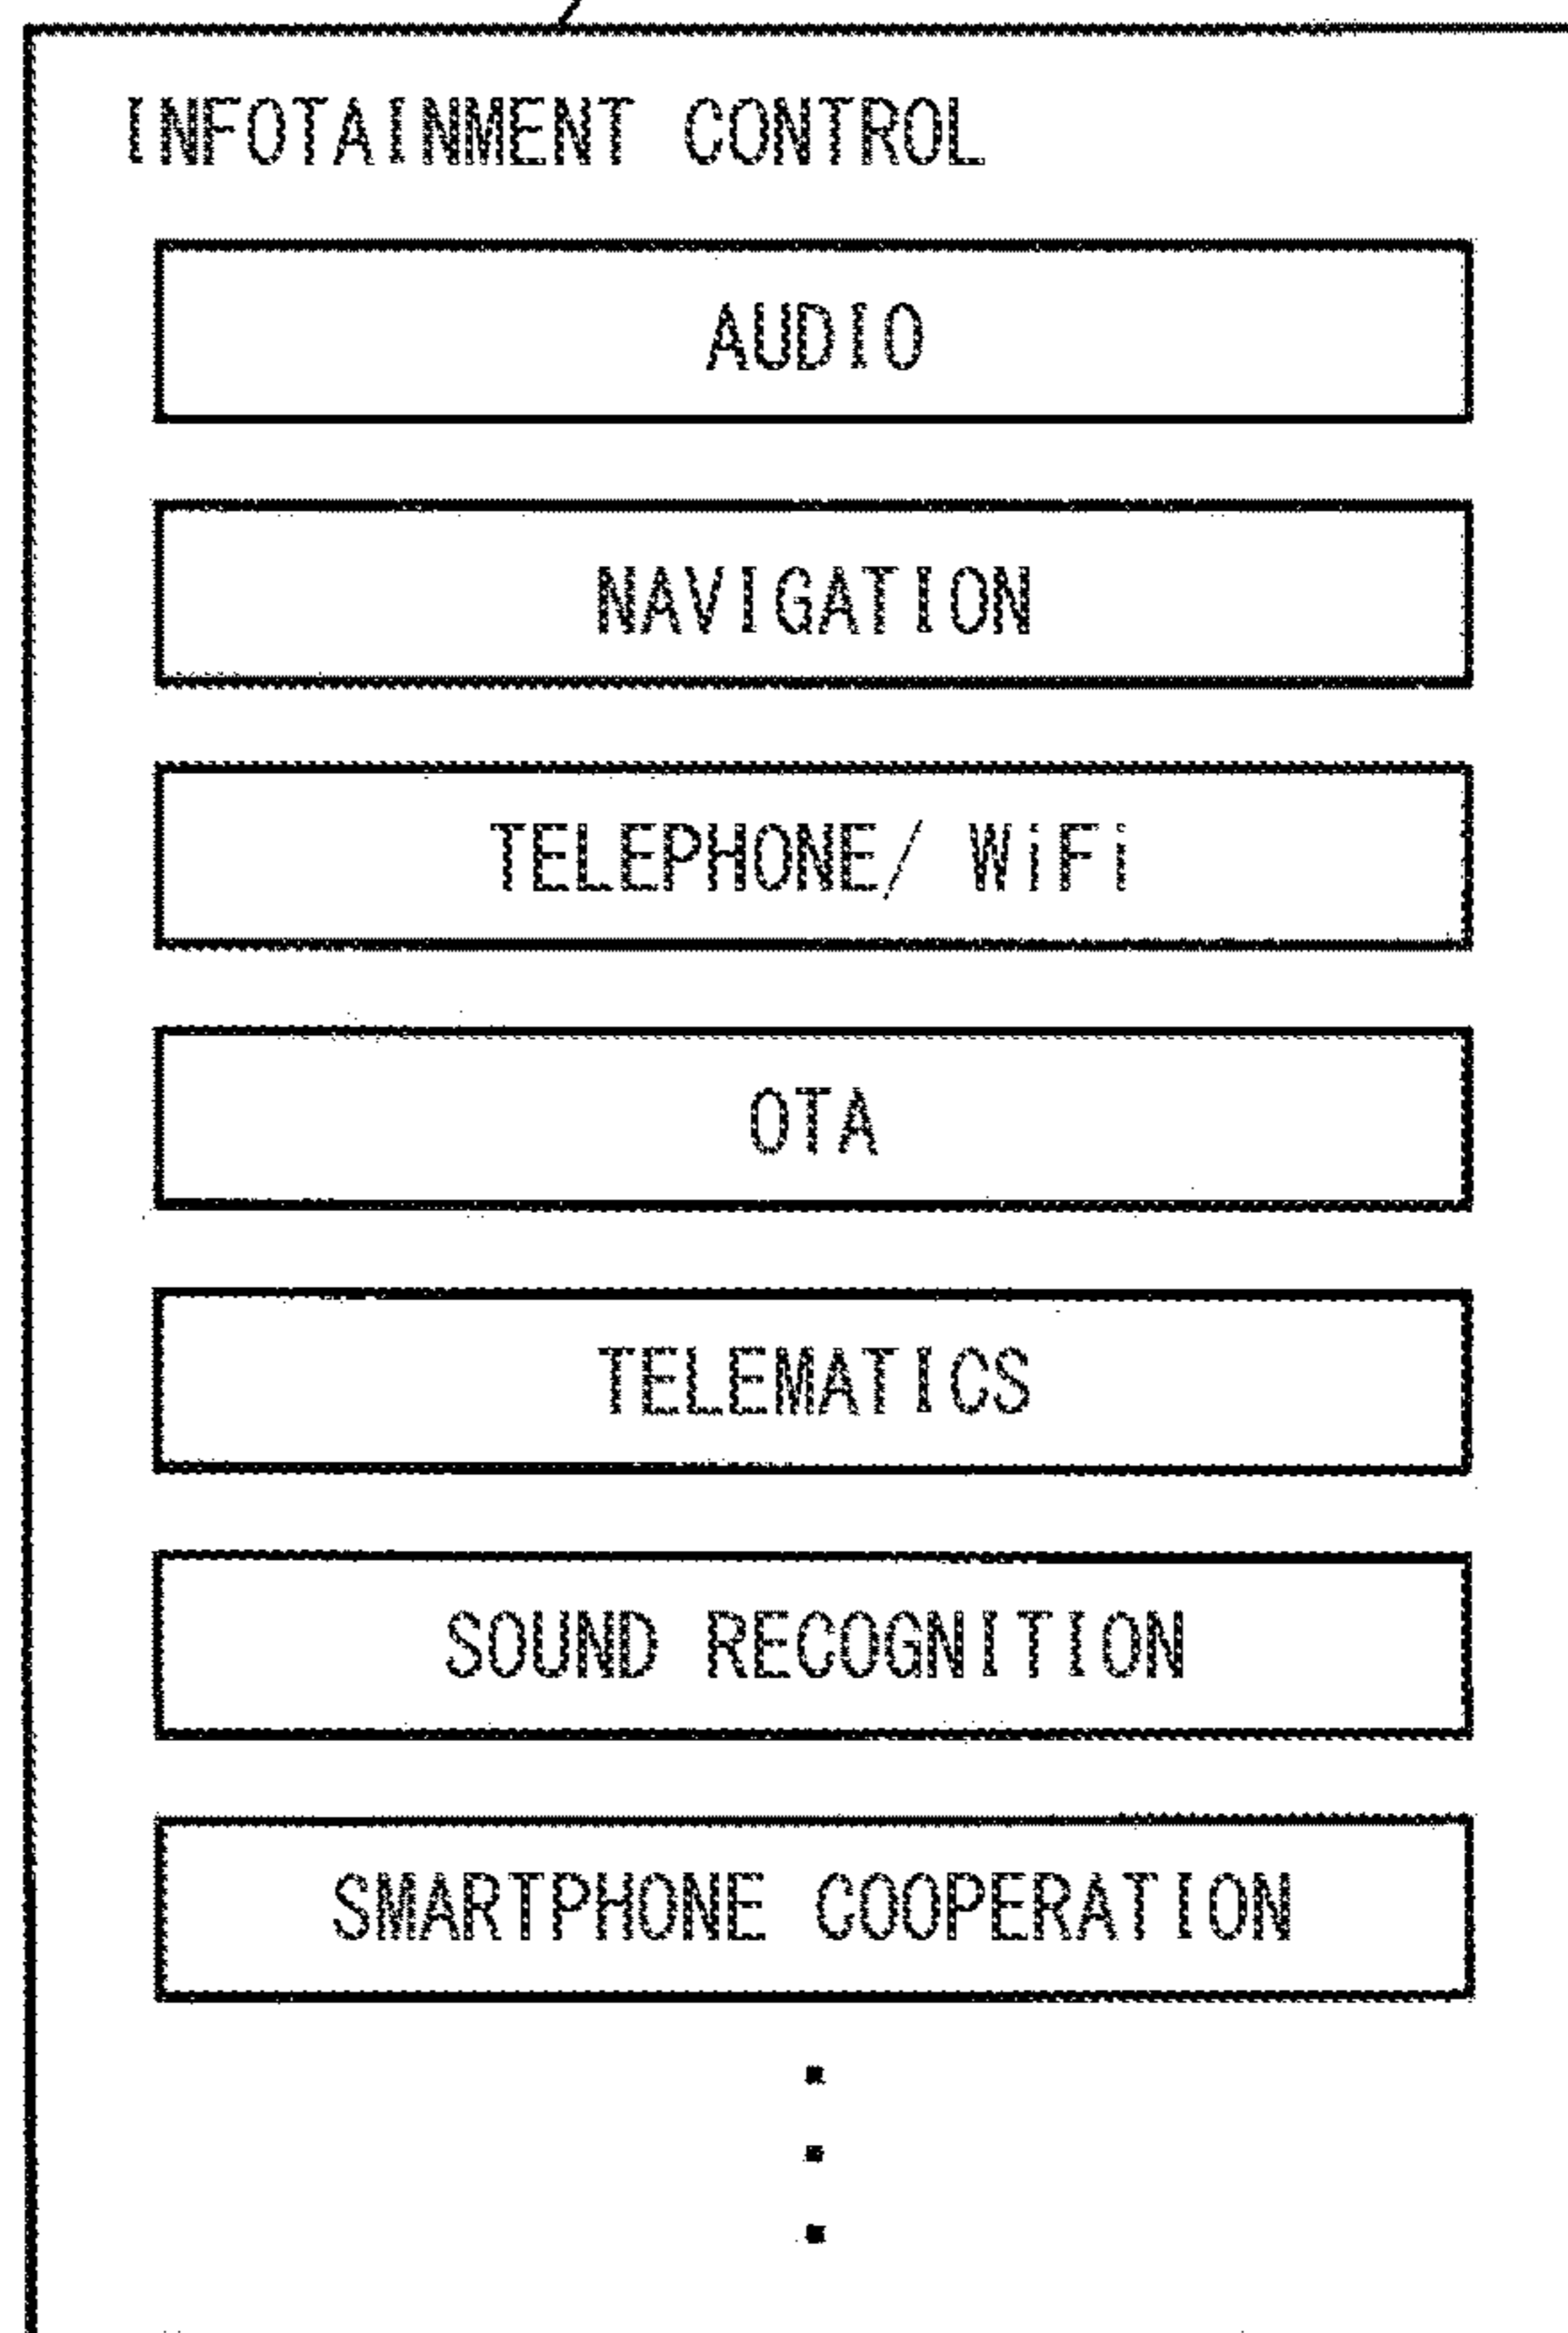 INFOTAINMENT CONTROL
AUDIO
NAVIGATION
TELEPHONE/ WiFi
OTA
TELEMATICS
SOUND RECOGNITION
SMARTPHONE COOPERATION